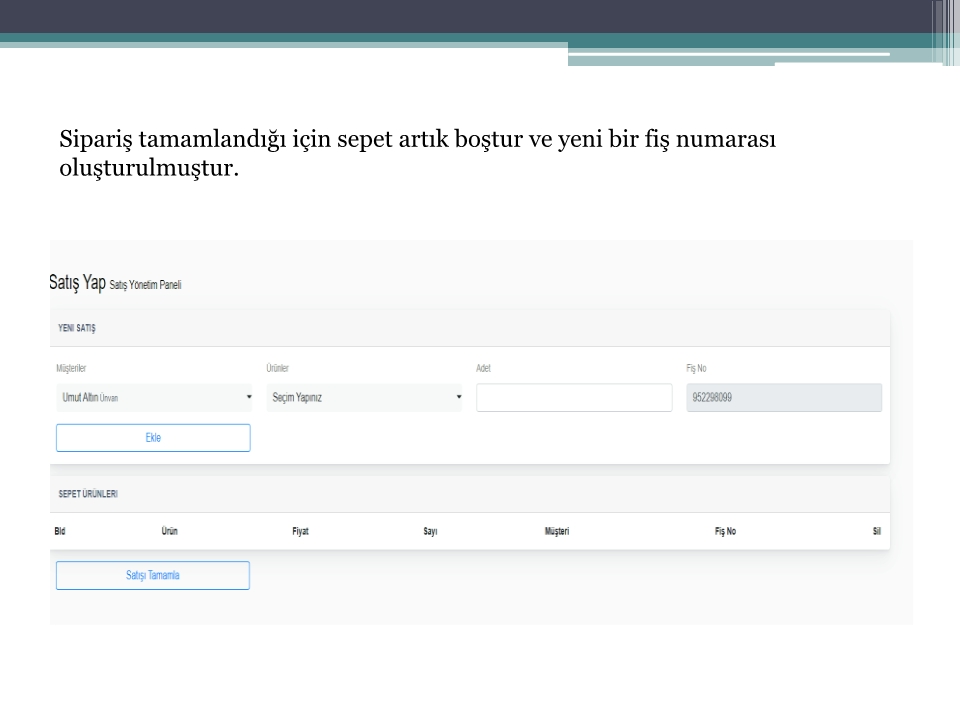 Sipariş tamamlandığı için sepet artık boştur ve yeni bir fiş numarası
oluşturulmuştur.
Satış Yap Satış Yönetim Paneli
YENİ SATIŞ
Müşteriler Ürünler Adet Fiş No
Umut Altın Ünvan Seçim Yapınız 952298099
Ekle
SEPET ÜRÜNLERİ
BId Ürün Fiyat Sayı Müşteri Fiş No Sil
Satışı Tamamla